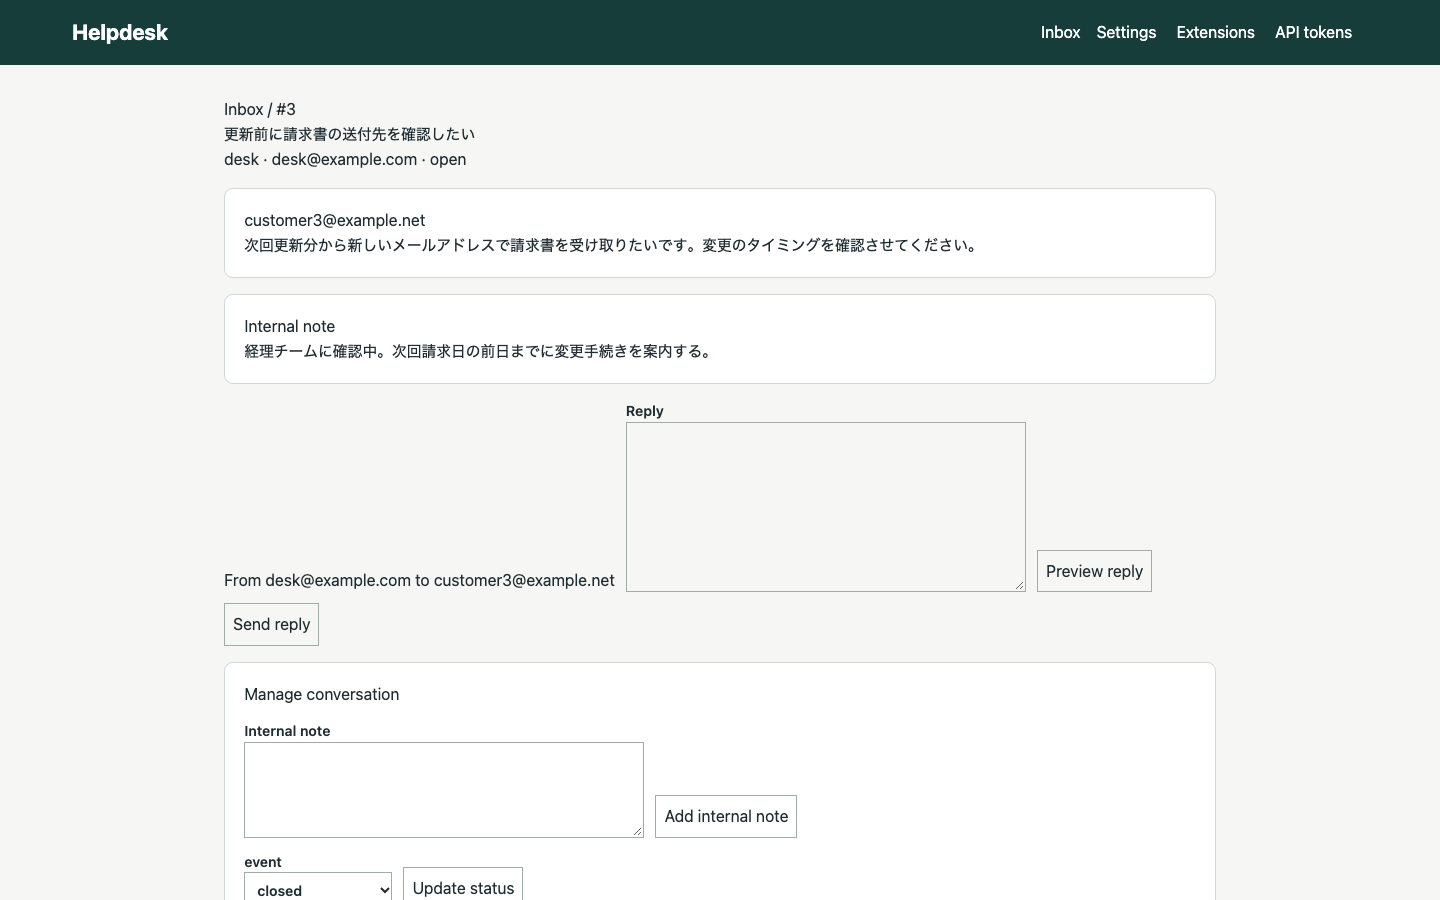 Helpdesk
Inbox Settings Extensions API tokens
Inbox / #3
更新前に請求書の送付先を確認したい
desk · desk@example.com · open
customer3@example.net
次回更新分から新しいメールアドレスで請求書を受け取りたいです。変更のタイミングを確認させてください。
Internal note
経理チームに確認中。次回請求日の前日までに変更手続きを案内する。
Reply
From desk@example.com to customer3@example.net
Preview reply
Send reply
Manage conversation
Internal note
Add internal note
event
closed
Update status